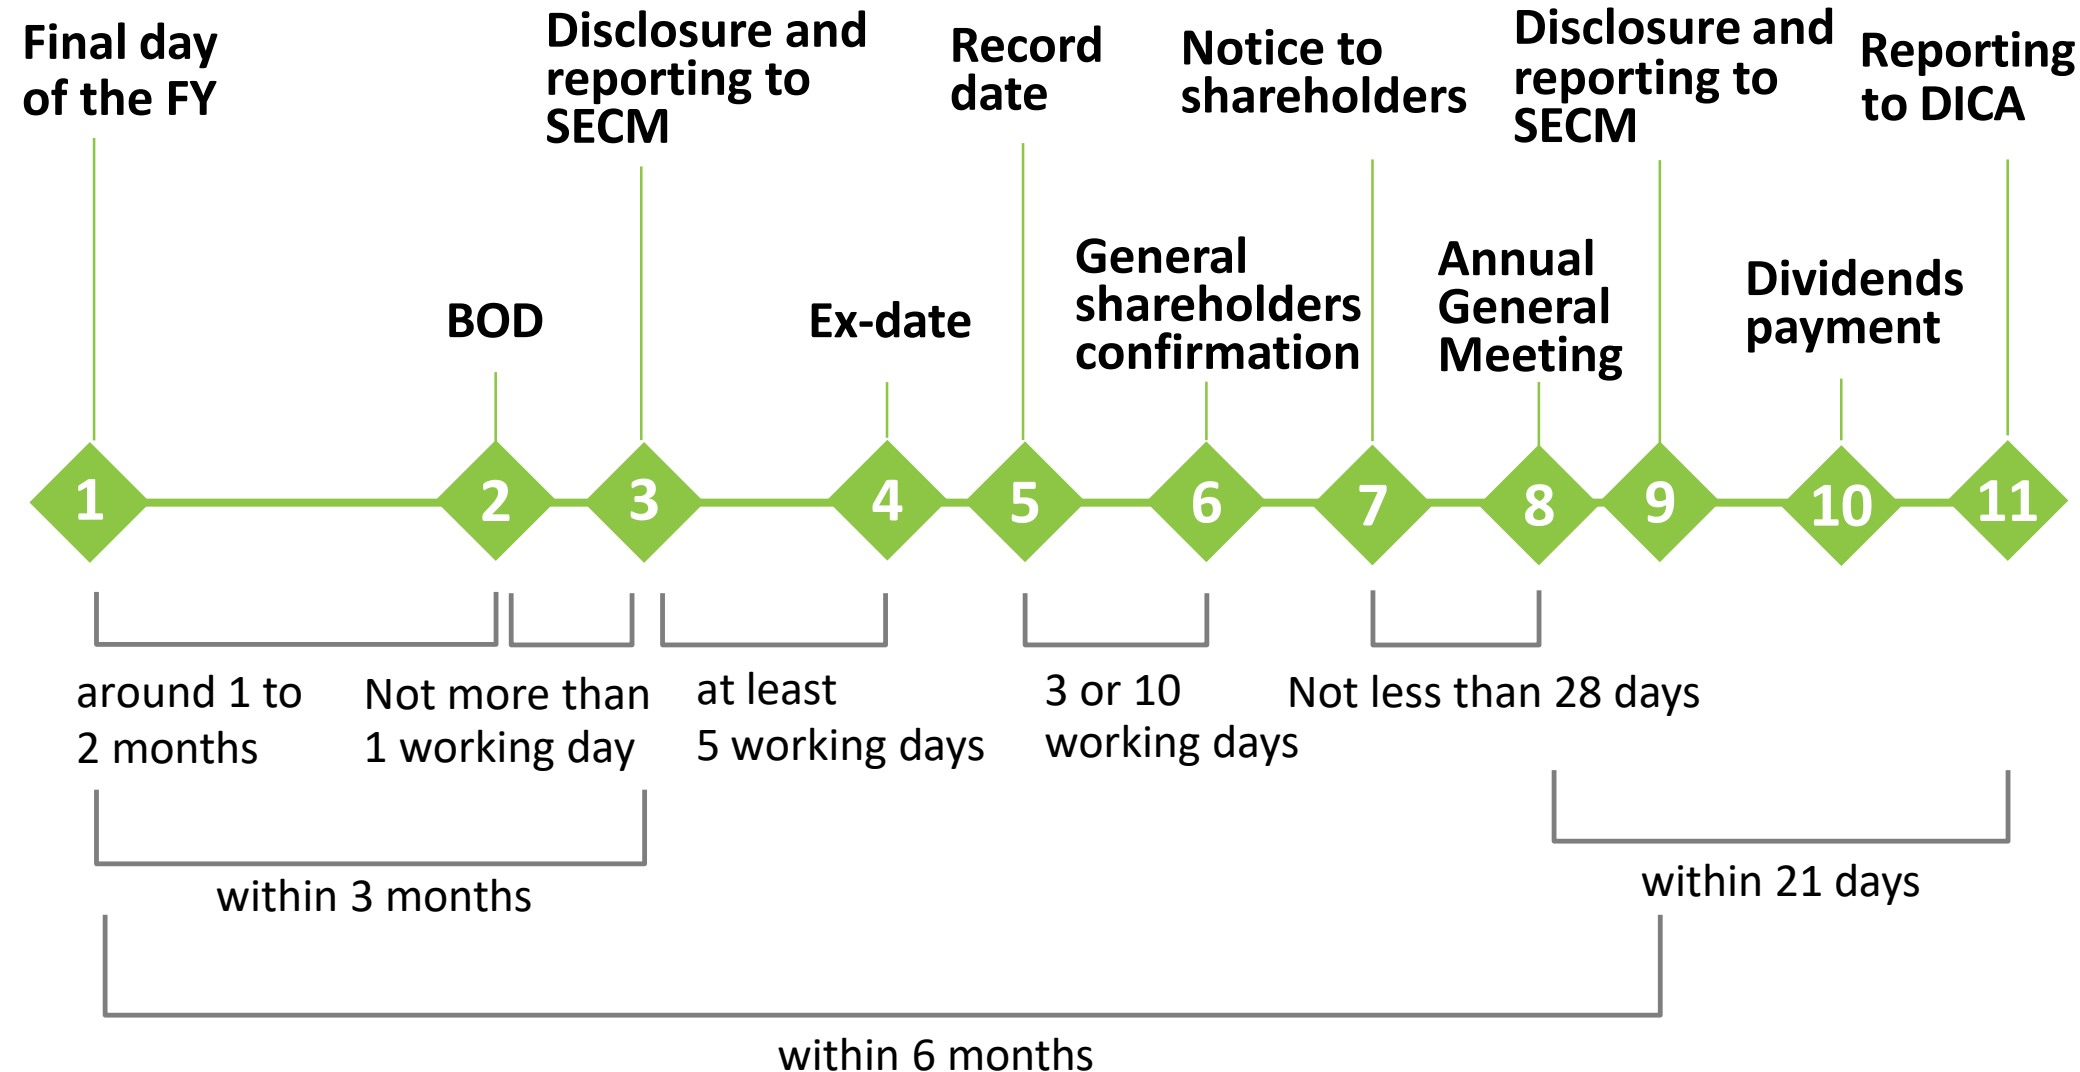 Final day
of the FY
BOD
Disclosure and
reporting to
SECM
Ex-date
Record
date
General
shareholders
confirmation
Notice to
shareholders
Annual
General
Meeting
Disclosure and
reporting to
SECM
Dividends
payment
Reporting
to DICA
1
2
3
4
5
6
7
8
9
10
11
around 1 to
2 months
Not more than
1 working day
at least
5 working days
3 or 10
working days
Not less than 28 days
within 3 months
within 21 days
within 6 months